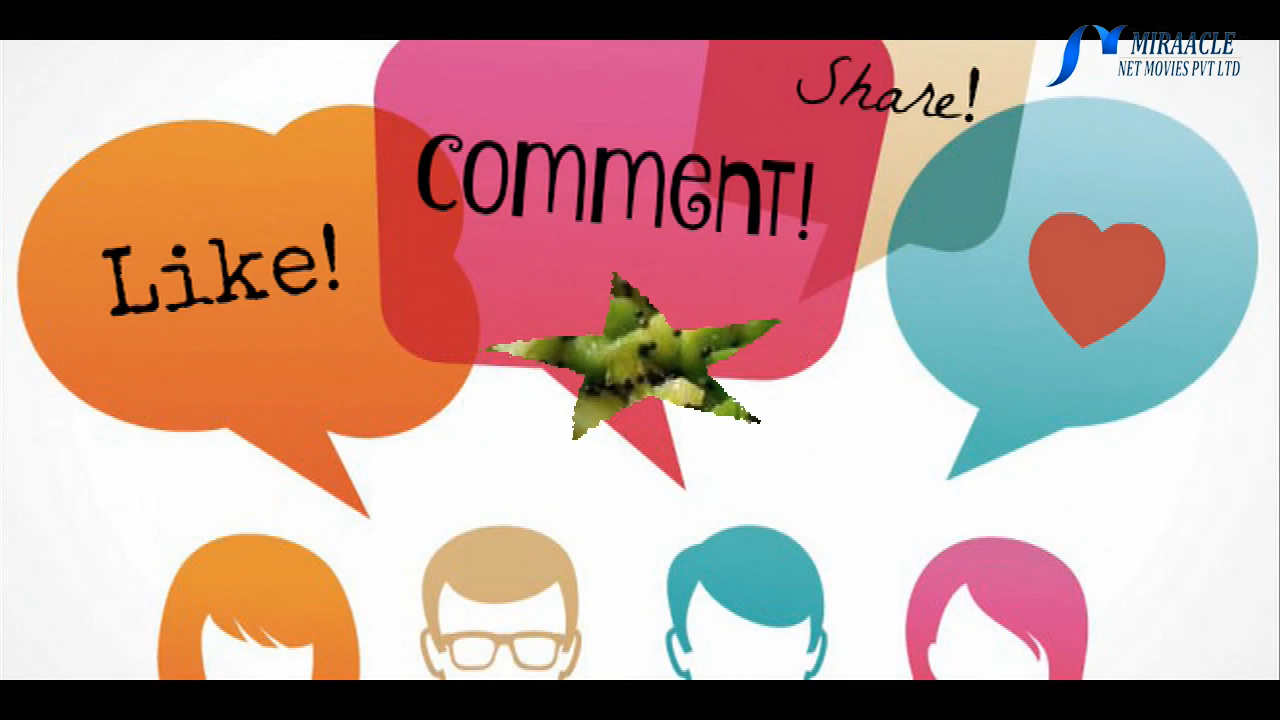 MIRAACLE
NET MOVIES PVT LTD
Share!
Comment!
Like!